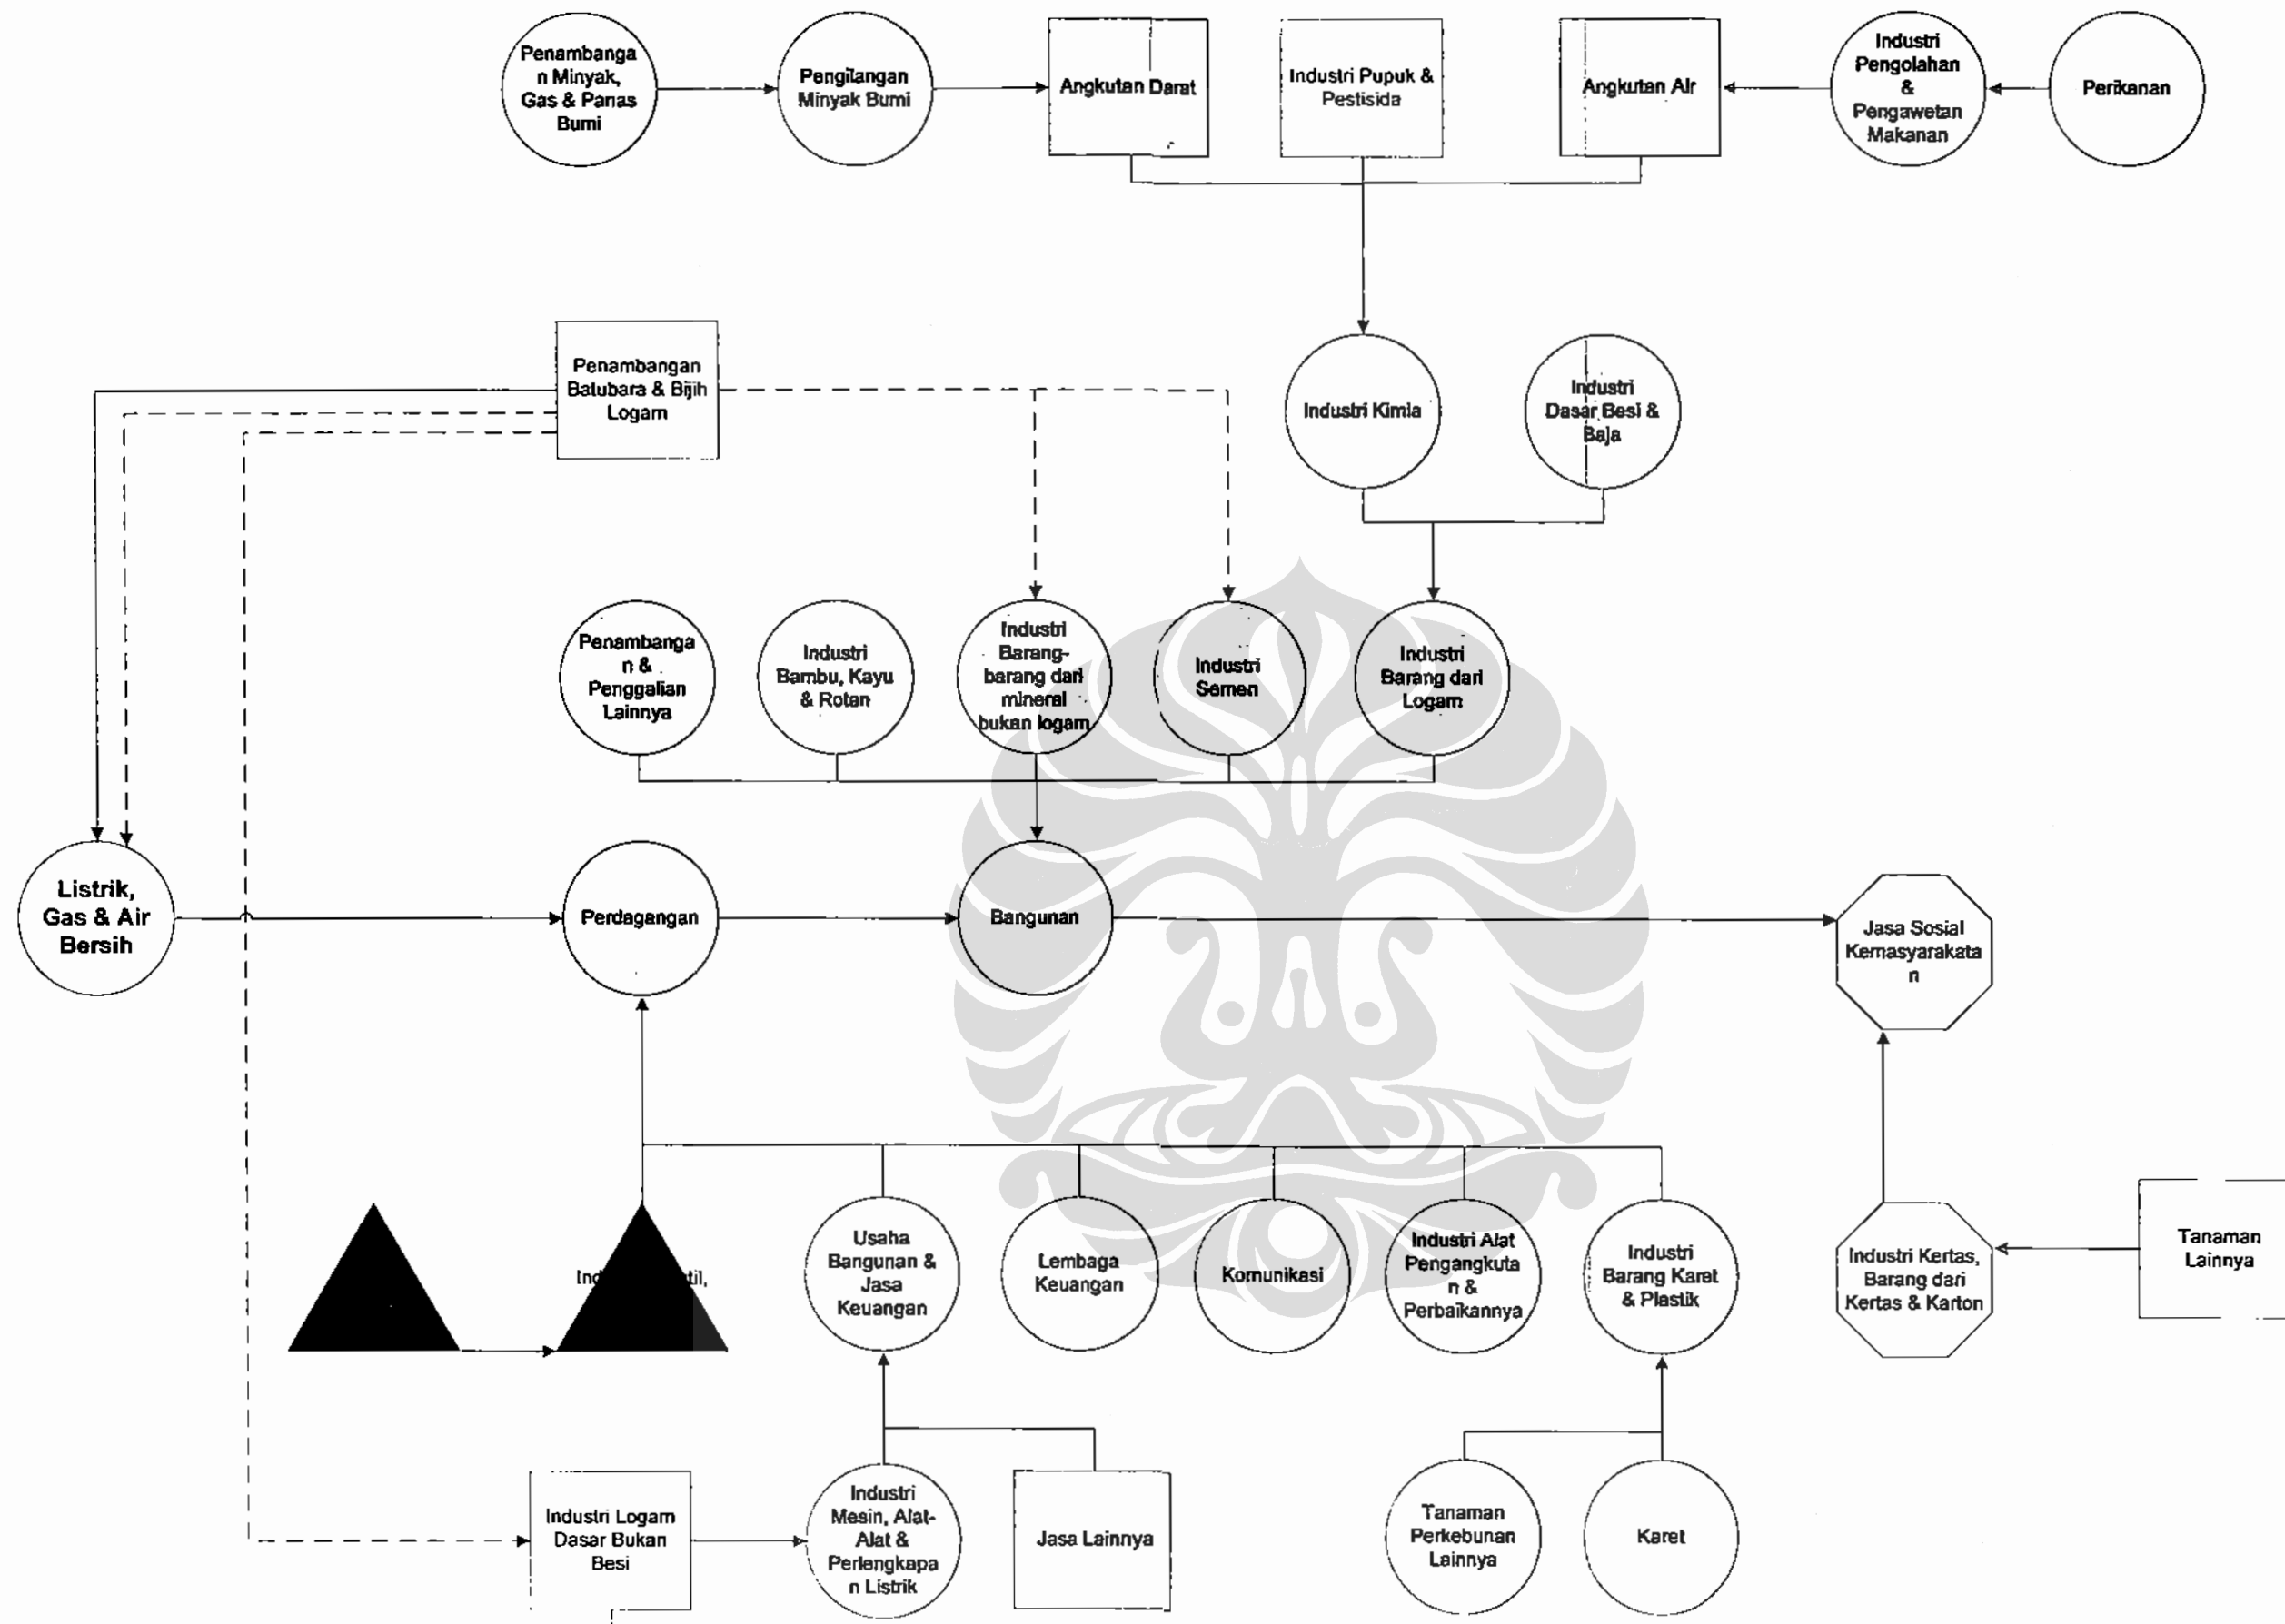 Penambanga
n Minyak,
Gas & Panas
Bumi
Pengilangan
Minyak Bumi
Angkutan Darat
Industri Pupuk &
Pestisida
Angkutan Air
Industri
Pengolahan
&
Pengawetan
Makanan
Perikanan
Penambangan
Batubara & Bijih
Logam
Industri Kimia
Industri
Dasar Besi &
Baja
Penambanga
n &
Penggalian
Lainnya
Industri
Bambu, Kayu
& Rotan
Industri
Barang-
barang dari
mineral
bukan logam
Industri
Semen
Industri
Barang dari
Logam
Listrik,
Gas & Air
Bersih
Perdagangan
Bangunan
Jasa Sosial
Kemasyarakata
n
Usaha
Bangunan &
Jasa
Keuangan
Lembaga
Keuangan
Komunikasi
Industri Alat
Pengangkuta
n &
Perbaikannya
Industri
Barang Karet
& Plastik
Industri Kertas,
Barang dari
Kertas & Karton
Tanaman
Lainnya
Industri Logam
Dasar Bukan
Besi
Industri
Mesin, Alat-
Alat &
Perlengkapa
n Listrik
Jasa Lainnya
Tanaman
Perkebunan
Lainnya
Karet